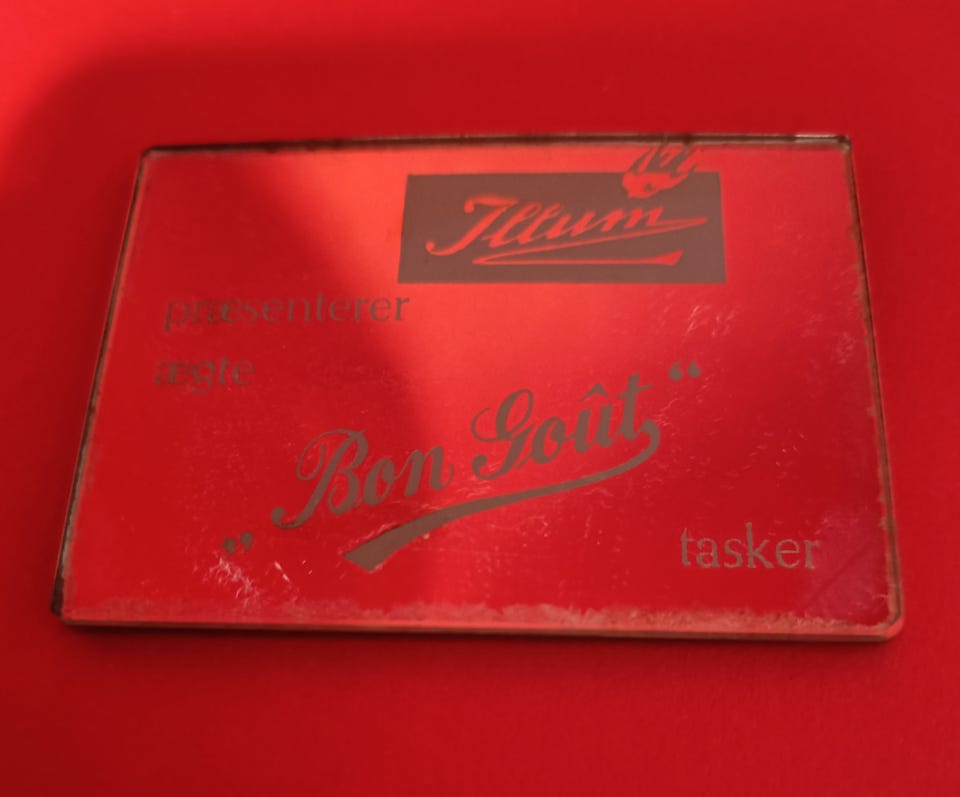 Illum
præsenterer
ægte
„Bon Goût“
tasker